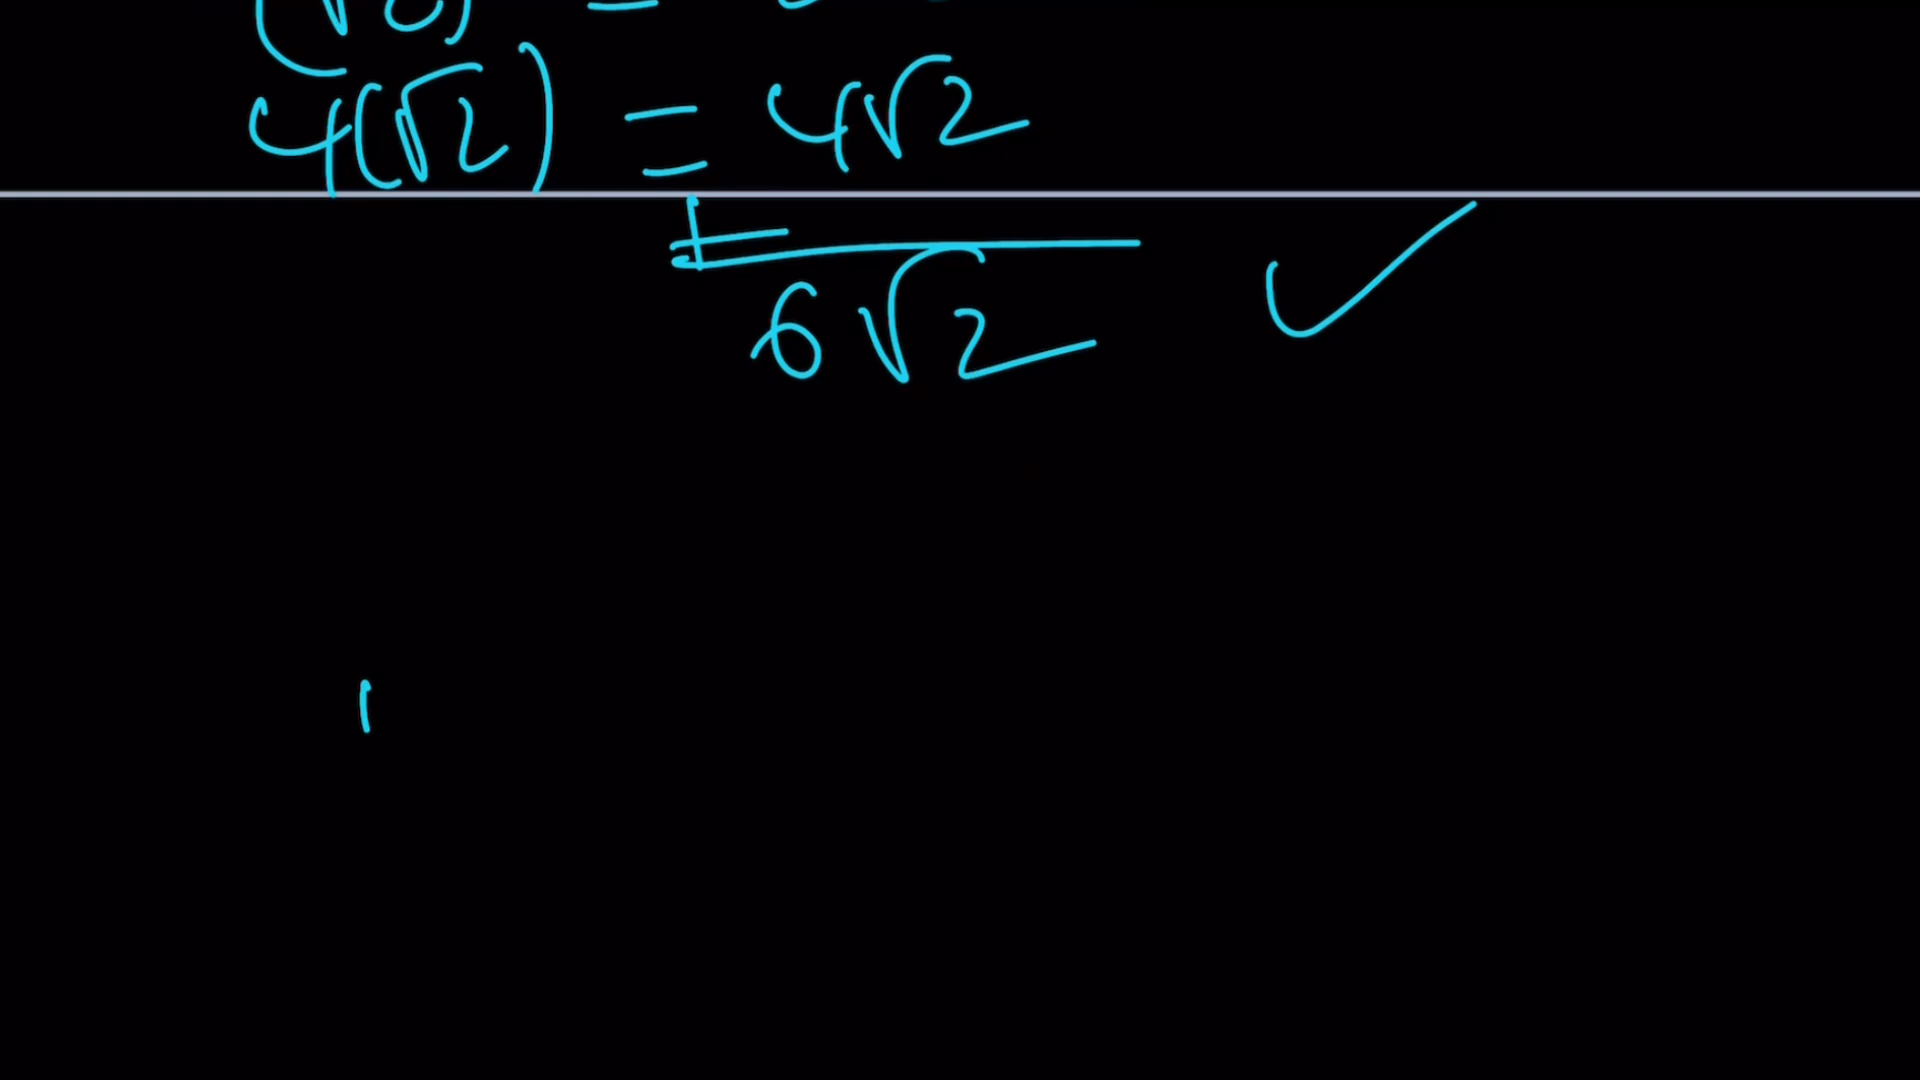 4(√2) = 4√2
+
6√2 ✓